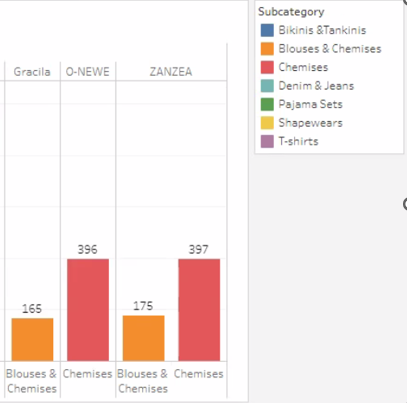 Subcategory
Bikinis &Tankinis
Blouses & Chemises
Chemises
Denim & Jeans
Pajama Sets
Shapewears
T-shirts
Gracila O-NEWE ZANZEA
396 397
165 175
Blouses & Chemises Blouses & Chemises
Chemises Chemises